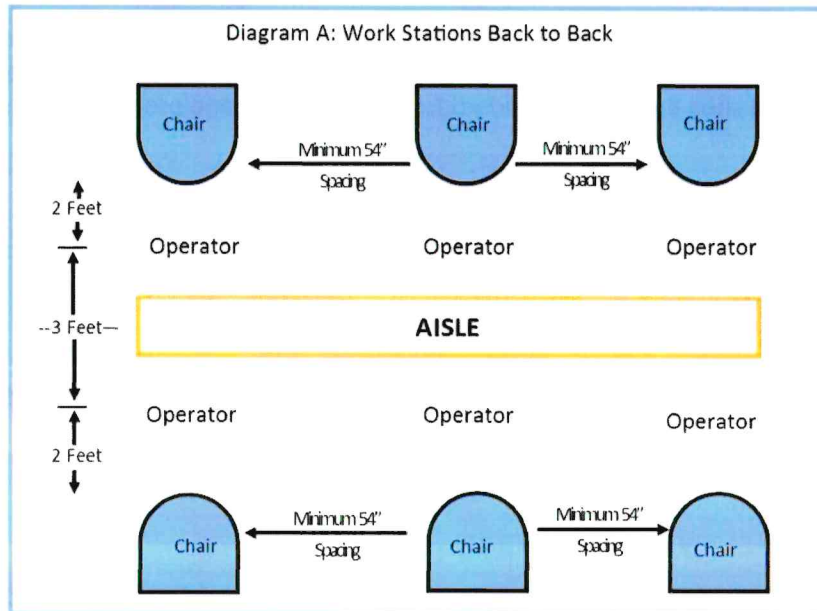 Diagram A: Work Stations Back to Back
Chair
Chair
Chair
Minimum 54"
Spacing
Minimum 54"
Spacing
2 Feet
Operator
Operator
Operator
--3 Feet—
AISLE
Operator
Operator
Operator
2 Feet
Minimum 54"
Spacing
Minimum 54"
Spacing
Chair
Chair
Chair